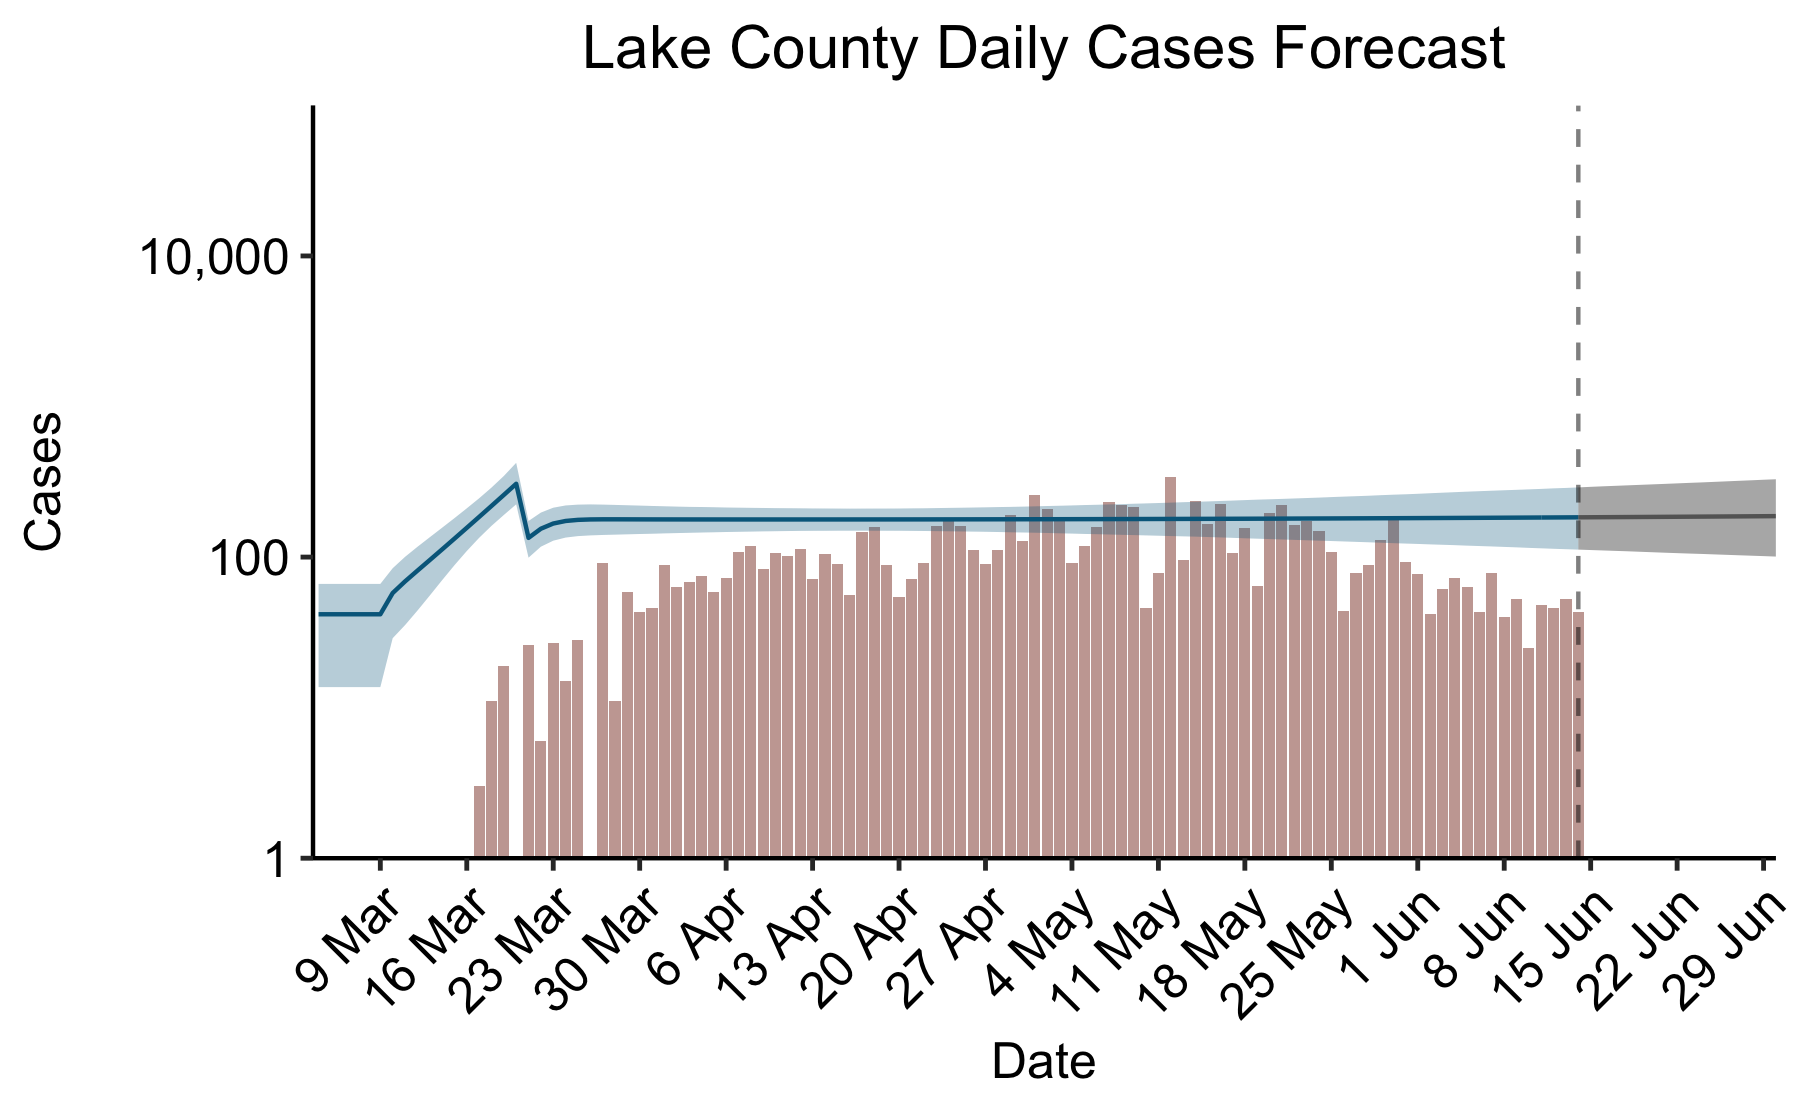 Lake County Daily Cases Forecast
10,000
100
1
Cases
9 Mar
16 Mar
23 Mar
30 Mar
6 Apr
13 Apr
20 Apr
27 Apr
4 May
11 May
18 May
25 May
1 Jun
8 Jun
15 Jun
22 Jun
29 Jun
Date